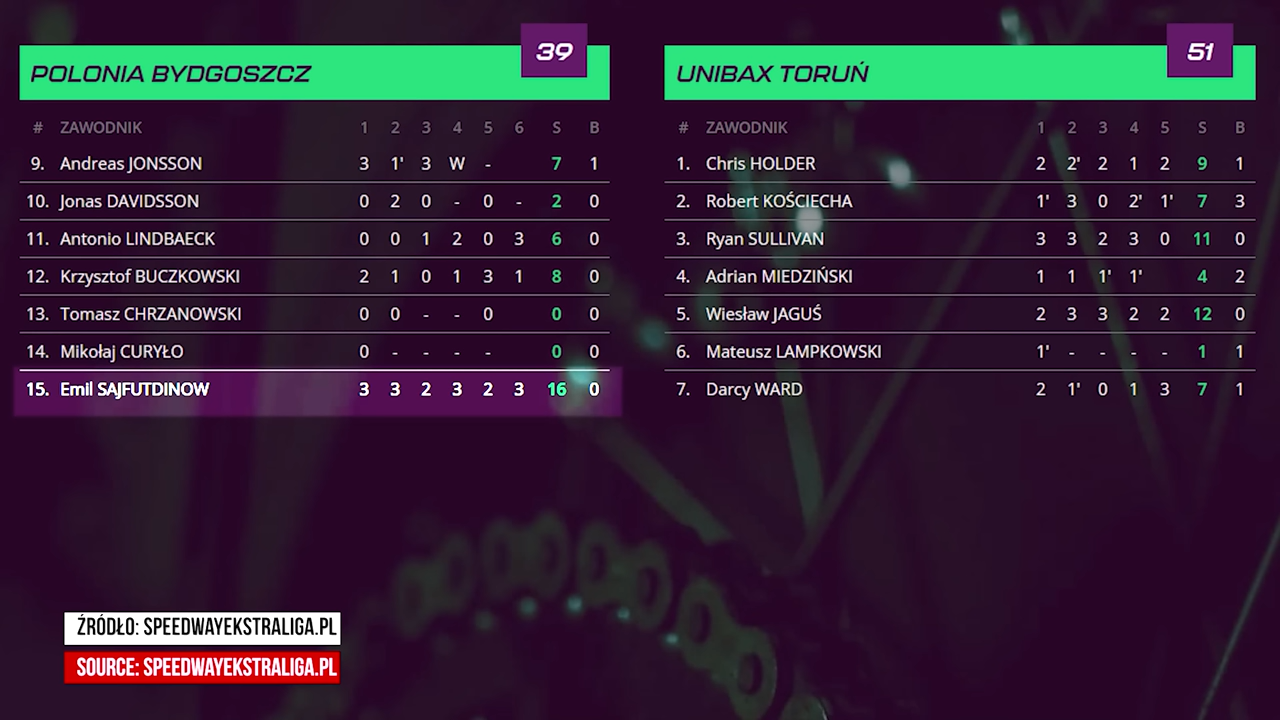 39
POLONIA BYDGOSZCZ
# ZAWODNIK 1 2 3 4 5 6 S B
9. Andreas JONSSON 3 1' 3 W - 7 1
10. Jonas DAVIDSSON 0 2 0 - 0 - 2 0
11. Antonio LINDBAECK 0 0 1 2 0 3 6 0
12. Krzysztof BUCZKOWSKI 2 1 0 1 3 1 8 0
13. Tomasz CHRZANOWSKI 0 0 - - 0 0 0
14. Mikołaj CURYŁO 0 - - - - 0 0
15. Emil SAJFUTDINOW 3 3 2 3 2 3 16 0
51
UNIBAX TORUŃ
# ZAWODNIK 1 2 3 4 5 S B
1. Chris HOLDER 2 2' 2 1 2 9 1
2. Robert KOŚCIECHA 1' 3 0 2' 1' 7 3
3. Ryan SULLIVAN 3 3 2 3 0 11 0
4. Adrian MIEDZIŃSKI 1 1 1' 1' 4 2
5. Wiesław JAGUŚ 2 3 3 2 2 12 0
6. Mateusz LAMPKOWSKI 1' - - - - 1 1
7. Darcy WARD 2 1' 0 1 3 7 1
ŹRÓDŁO: SPEEDWAYEKSTRALIGA.PL
SOURCE: SPEEDWAYEKSTRALIGA.PL